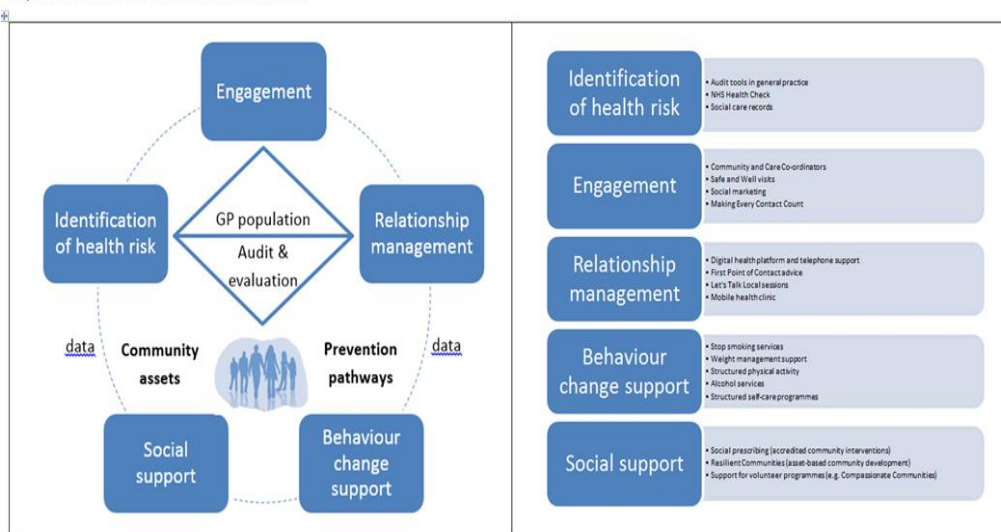 Engagement
GP population
Audit &
evaluation
Identification
of health risk
Relationship
management
data
Community
assets
Prevention
pathways
data
Social
support
Behaviour
change
support
Identification
of health risk
• Audit tools in general practice
• NHS Health Check
• Social care records
Engagement
• Community and Care Co-ordinators
• Safe and Well visits
• Social marketing
• Making Every Contact Count
Relationship
management
• Digital health platform and telephone support
• First Point of Contact advice
• Let's Talk Local sessions
• Mobile health clinic
Behaviour
change support
• Stop smoking services
• Weight management support
• Structured physical activity
• Alcohol services
• Structured self-care programmes
Social support
• Social prescribing (accredited community interventions)
• Resilient Communities (asset-based community development)
• Support for volunteer programmes (e.g. Compassionate Communities)